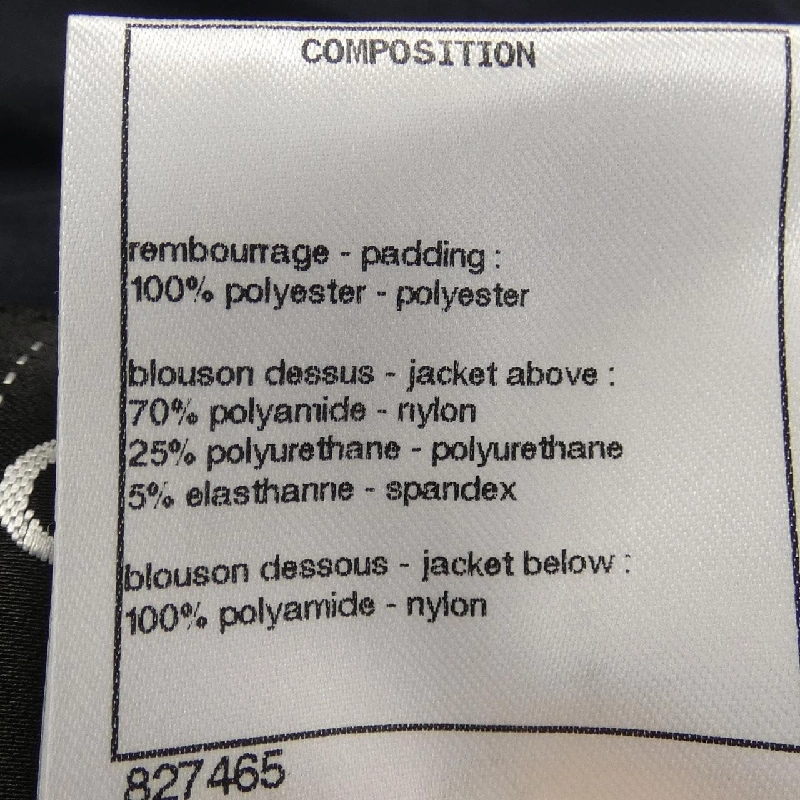 COMPOSITION
rembourrage - padding :
100% polyester - polyester
blouson dessus - jacket above :
70% polyamide - nylon
25% polyurethane - polyurethane
5% elasthanne - spandex
blouson dessous - jacket below :
100% polyamide - nylon
827465